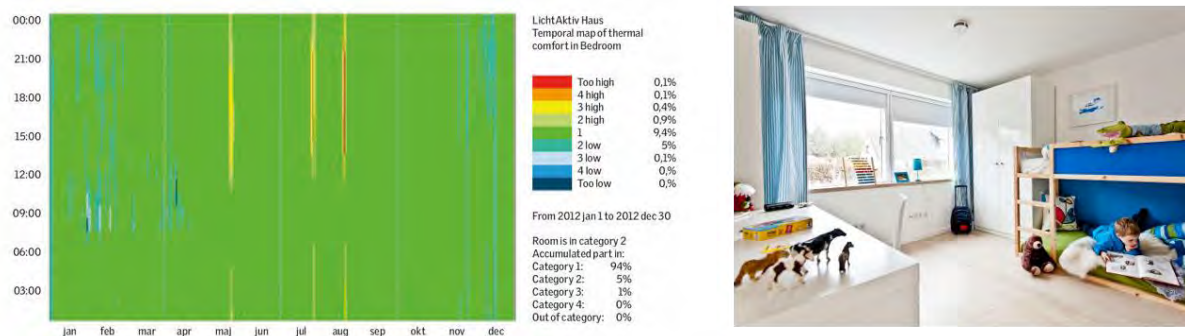 00:00
21:00
18:00
15:00
12:00
09:00
06:00
03:00
jan feb mar apr maj jun jul aug sep okt nov dec
LichtAktiv Haus
Temporal map of thermal
comfort in Bedroom
Too high 0,1%
4 high 0,1%
3 high 0,4%
2 high 0,9%
1 9,4%
2 low 5%
3 low 0,1%
4 low 0,%
Too low 0,%
From 2012 jan 1 to 2012 dec 30
Room is in category 2
Accumulated part in:
Category 1: 94%
Category 2: 5%
Category 3: 1%
Category 4: 0%
Out of category: 0%